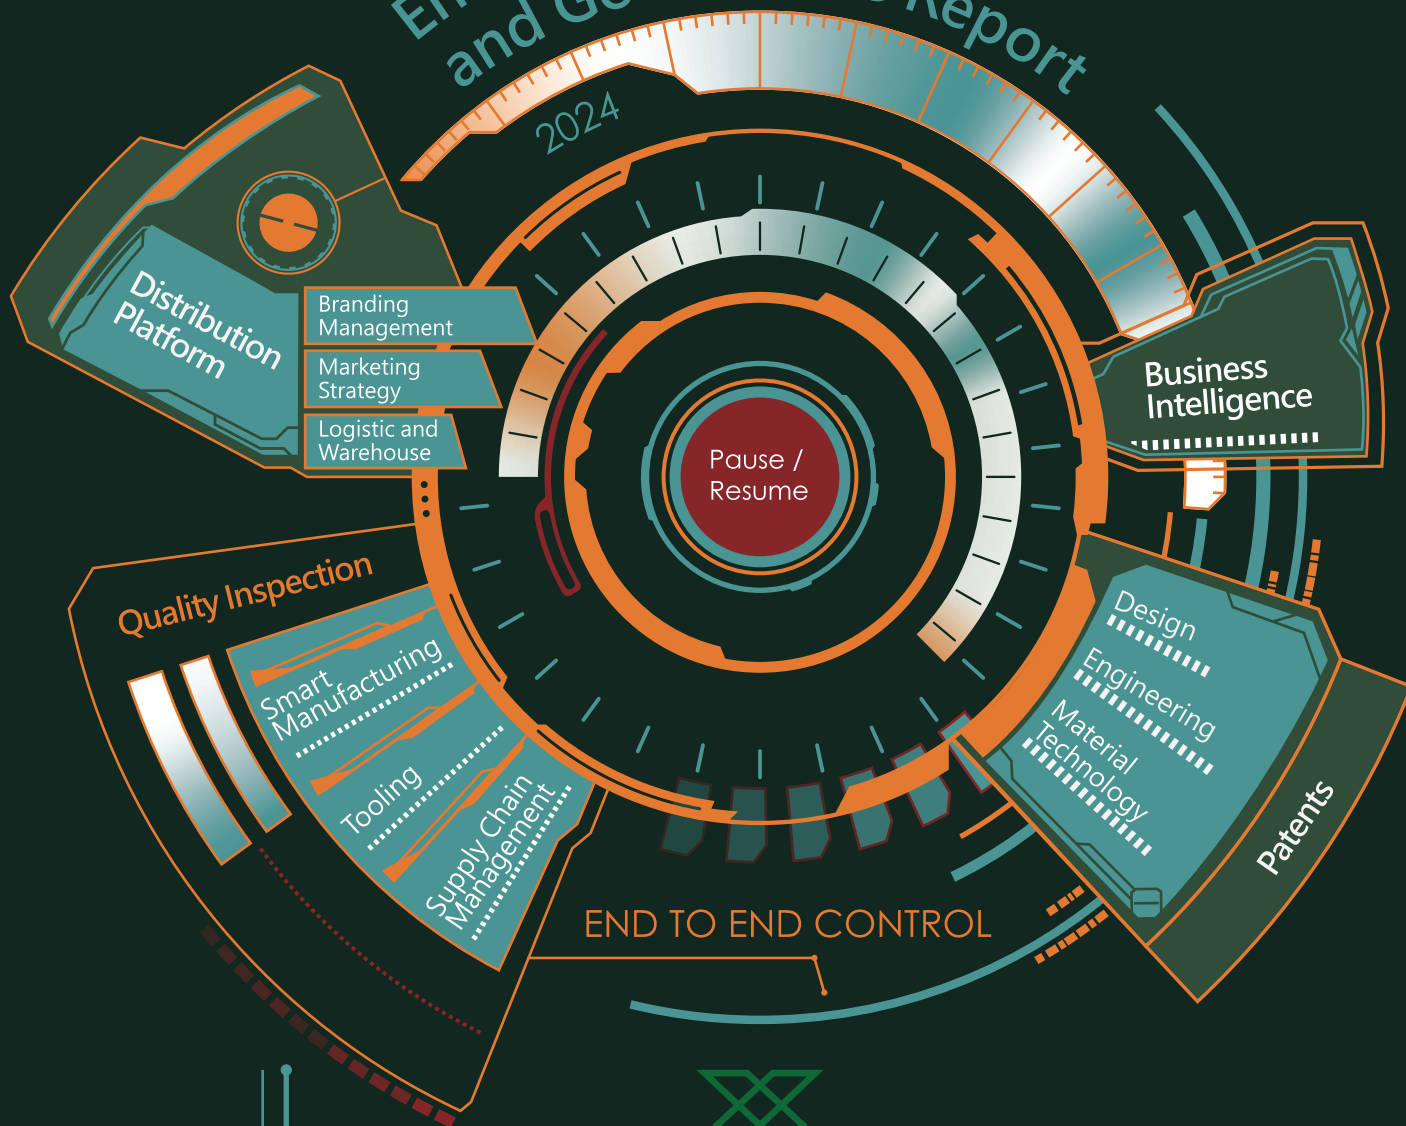 and
Report
2024
Distribution
Platform
Branding
Management
Marketing
Strategy
Logistic and
Warehouse
Business
Intelligence
Pause /
Resume
Quality Inspection
Smart
Manufacturing
Tooling
Supply Chain
Management
Design
Engineering
Material
Technology
Patents
END TO END CONTROL